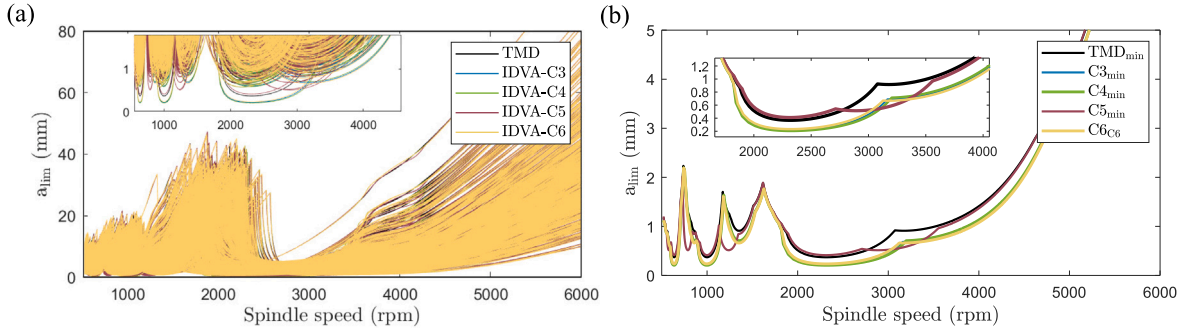 (a)
80
60
40
20
0
a_lim (mm)
1
0
1000 2000 3000 4000
TMD
IDVA-C3
IDVA-C4
IDVA-C5
IDVA-C6
1000 2000 3000 4000 5000 6000
Spindle speed (rpm)
(b)
5
4
3
2
1
0
a_lim (mm)
1.2
1
0.8
0.6
0.4
0.2
2000 2500 3000 3500 4000
TMD_min
C3_min
C4_min
C5_min
C6_C6
1000 2000 3000 4000 5000 6000
Spindle speed (rpm)